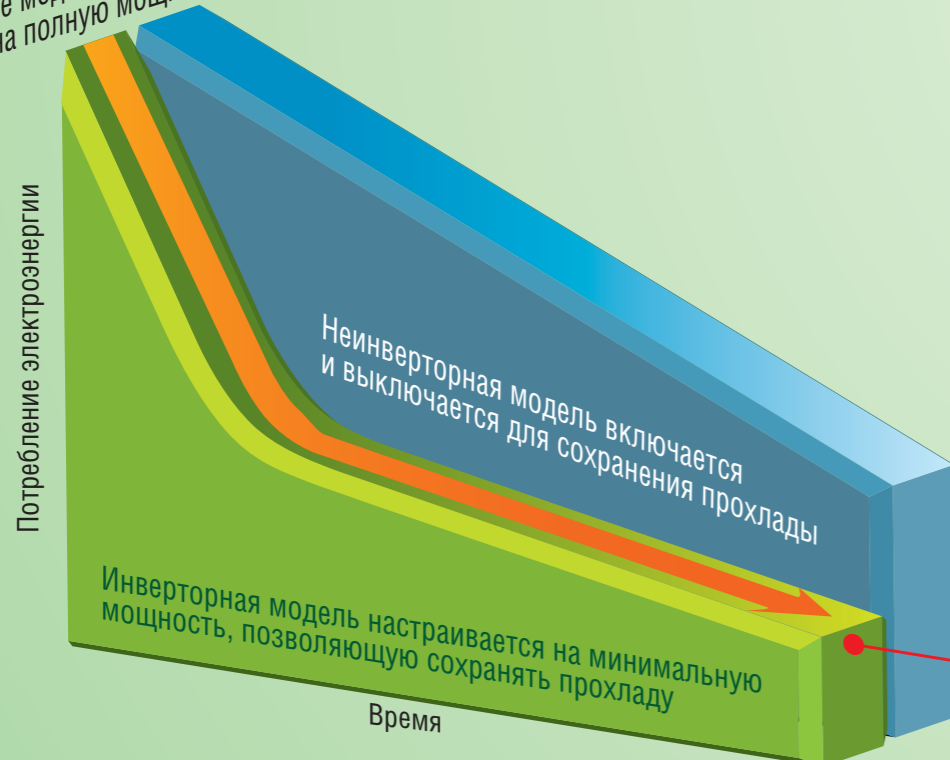 на полную мощ
Потребление электроэнергии
Неинверторная модель включается
и выключается для сохранения прохлады
Инверторная модель настраивается на минимальную
мощность, позволяющую сохранять прохладу
Время